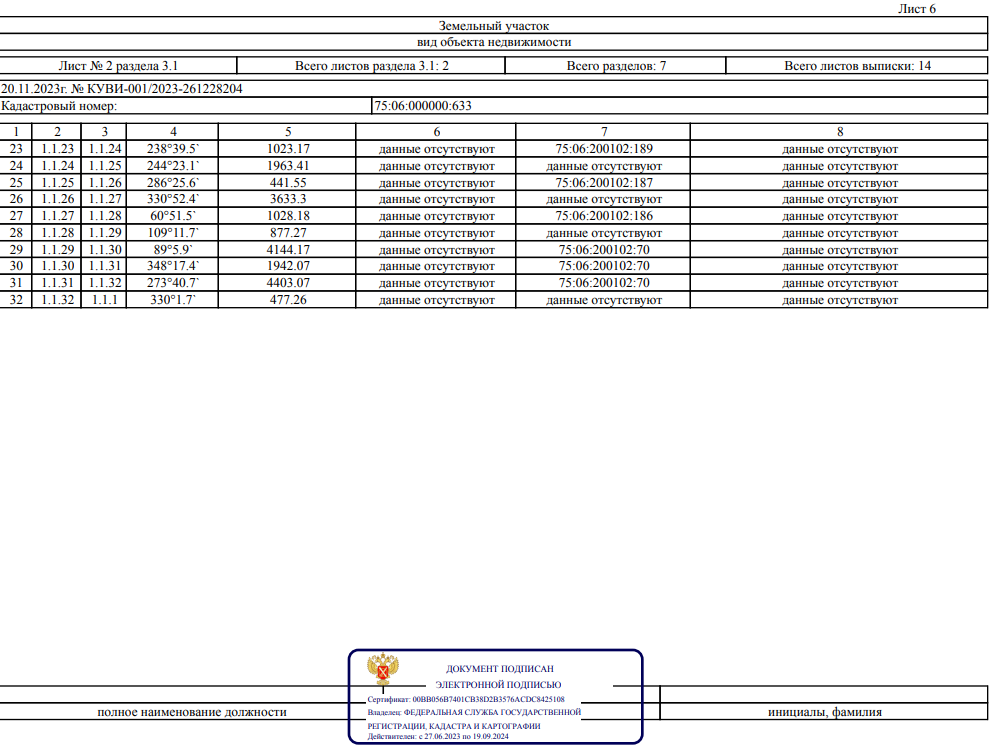 Лист 6
Земельный участок
вид объекта недвижимости
Лист № 2 раздела 3.1 Всего листов раздела 3.1: 2 Всего разделов: 7 Всего листов выписки: 14
20.11.2023г. № КУВИ-001/2023-261228204
Кадастровый номер: 75:06:000000:633
1 2 3 4 5 6 7 8
23 1.1.23 1.1.24 238°39.5` 1023.17 данные отсутствуют 75:06:200102:189 данные отсутствуют
24 1.1.24 1.1.25 244°23.1` 1963.41 данные отсутствуют данные отсутствуют данные отсутствуют
25 1.1.25 1.1.26 286°25.6` 441.55 данные отсутствуют 75:06:200102:187 данные отсутствуют
26 1.1.26 1.1.27 330°52.4` 3633.3 данные отсутствуют данные отсутствуют данные отсутствуют
27 1.1.27 1.1.28 60°51.5` 1028.18 данные отсутствуют 75:06:200102:186 данные отсутствуют
28 1.1.28 1.1.29 109°11.7` 877.27 данные отсутствуют данные отсутствуют данные отсутствуют
29 1.1.29 1.1.30 89°5.9` 4144.17 данные отсутствуют 75:06:200102:70 данные отсутствуют
30 1.1.30 1.1.31 348°17.4` 1942.07 данные отсутствуют 75:06:200102:70 данные отсутствуют
31 1.1.31 1.1.32 273°40.7` 4403.07 данные отсутствуют 75:06:200102:70 данные отсутствуют
32 1.1.32 1.1.1 330°1.7` 477.26 данные отсутствуют данные отсутствуют данные отсутствуют
ДОКУМЕНТ ПОДПИСАН
ЭЛЕКТРОННОЙ ПОДПИСЬЮ
Сертификат: 00BB056B7401CB38D2B3576ACDC8425108
Владелец: ФЕДЕРАЛЬНАЯ СЛУЖБА ГОСУДАРСТВЕННОЙ
РЕГИСТРАЦИИ, КАДАСТРА И КАРТОГРАФИИ
Действителен: с 27.06.2023 по 19.09.2024
полное наименование должности инициалы, фамилия